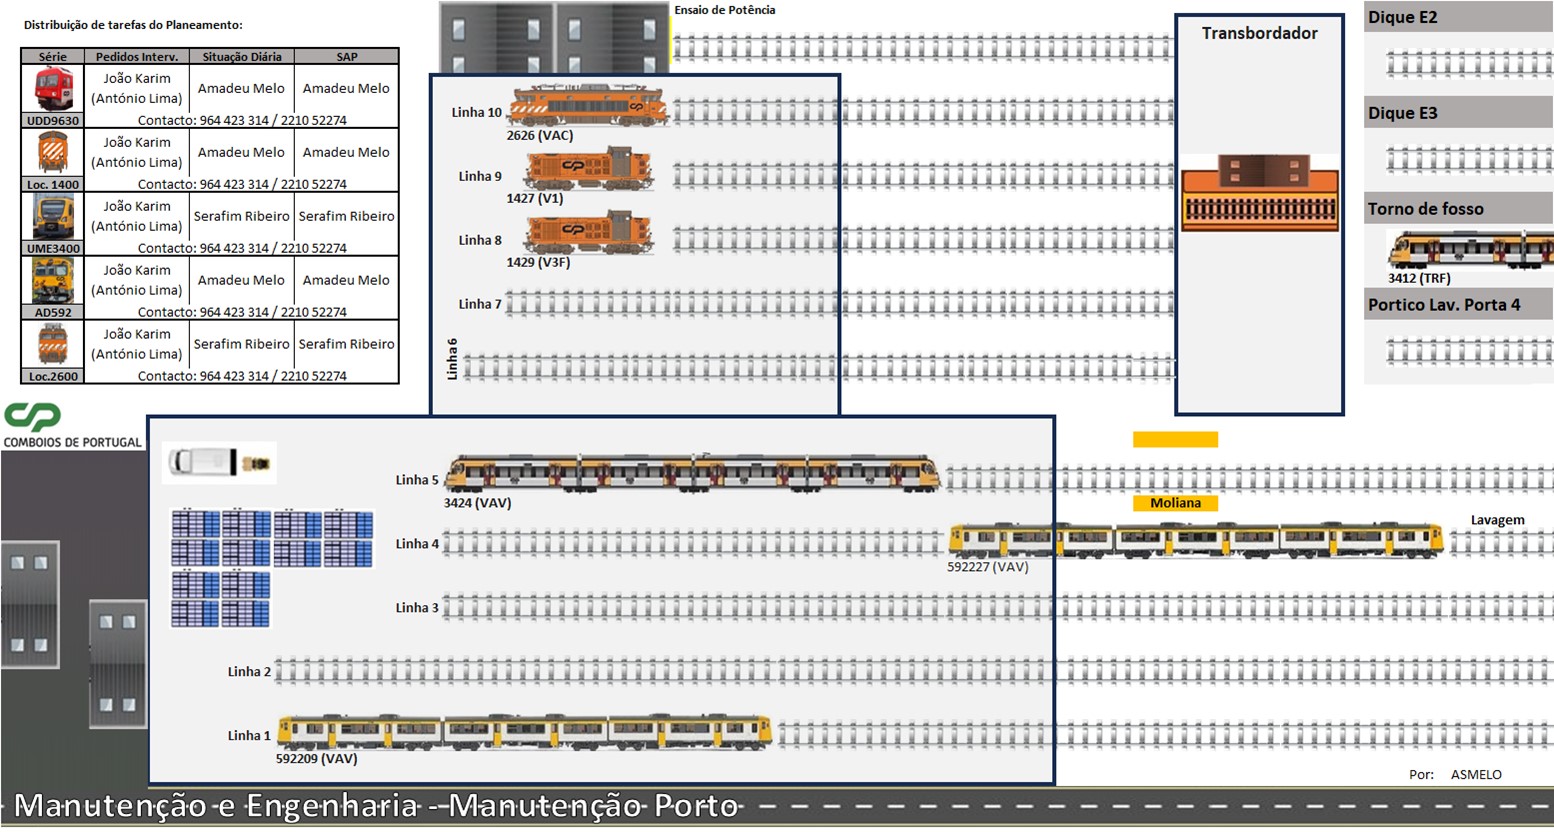 Distribuição de tarefas do Planeamento:
Série
Pedidos Interv.
Situação Diária
SAP
UDD9630
João Karim
(António Lima)
Amadeu Melo
Amadeu Melo
Contacto: 964 423 314 / 2210 52274
Loc. 1400
João Karim
(António Lima)
Amadeu Melo
Amadeu Melo
Contacto: 964 423 314 / 2210 52274
UME3400
João Karim
(António Lima)
Serafim Ribeiro
Serafim Ribeiro
Contacto: 964 423 314 / 2210 52274
AD592
João Karim
(António Lima)
Amadeu Melo
Amadeu Melo
Contacto: 964 423 314 / 2210 52274
Loc.2600
João Karim
(António Lima)
Serafim Ribeiro
Serafim Ribeiro
Contacto: 964 423 314 / 2210 52274
Ensaio de Potência
Linha 10
2626 (VAC)
Linha 9
1427 (V1)
Linha 8
1429 (V3F)
Linha 7
Linha 6
Transbordador
Dique E2
Dique E3
Torno de fosso
3412 (TRF)
Portico Lav. Porta 4
CP
COMBOIOS DE PORTUGAL
Linha 5
3424 (VAV)
Moliana
Lavagem
Linha 4
592227 (VAV)
Linha 3
Linha 2
Linha 1
592209 (VAV)
Por: ASMELO
Manutenção e Engenharia - Manutenção Porto